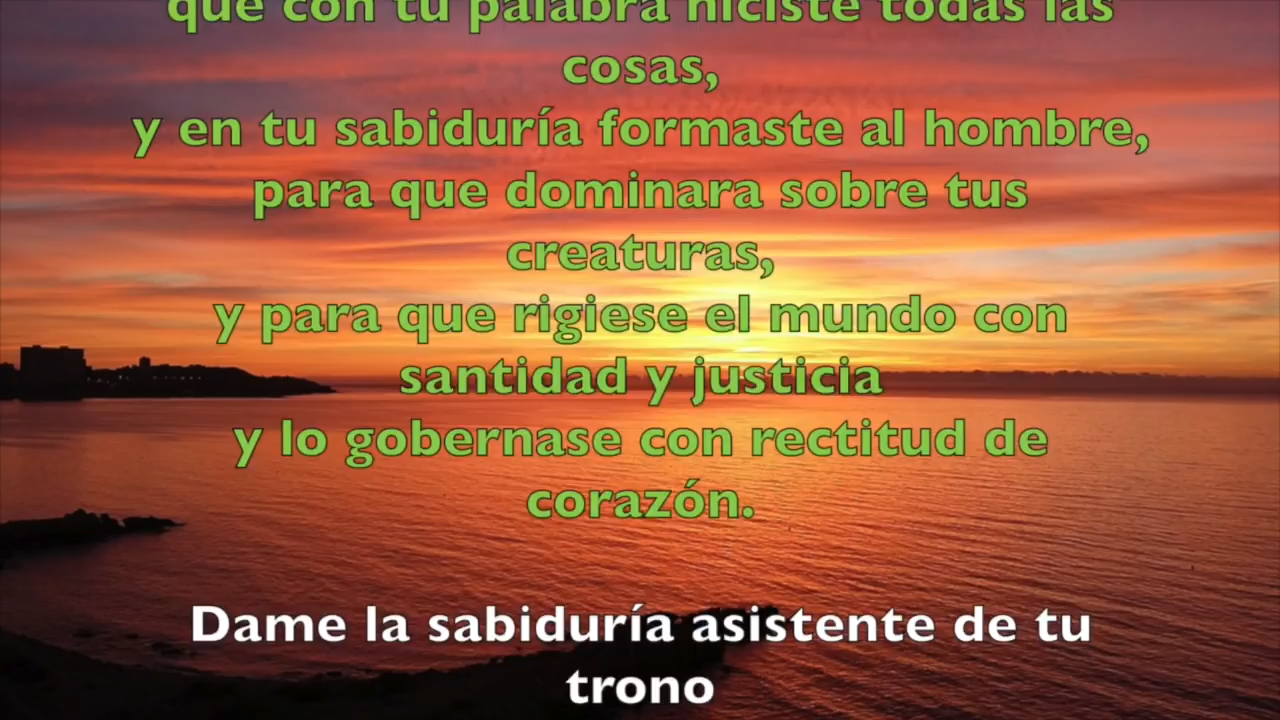 que con tu palabra hiciste todas las
cosas,
y en tu sabiduría formaste al hombre,
para que dominara sobre tus
creaturas,
y para que rigiese el mundo con
santidad y justicia
y lo gobernase con rectitud de
corazón.
Dame la sabiduría asistente de tu
trono